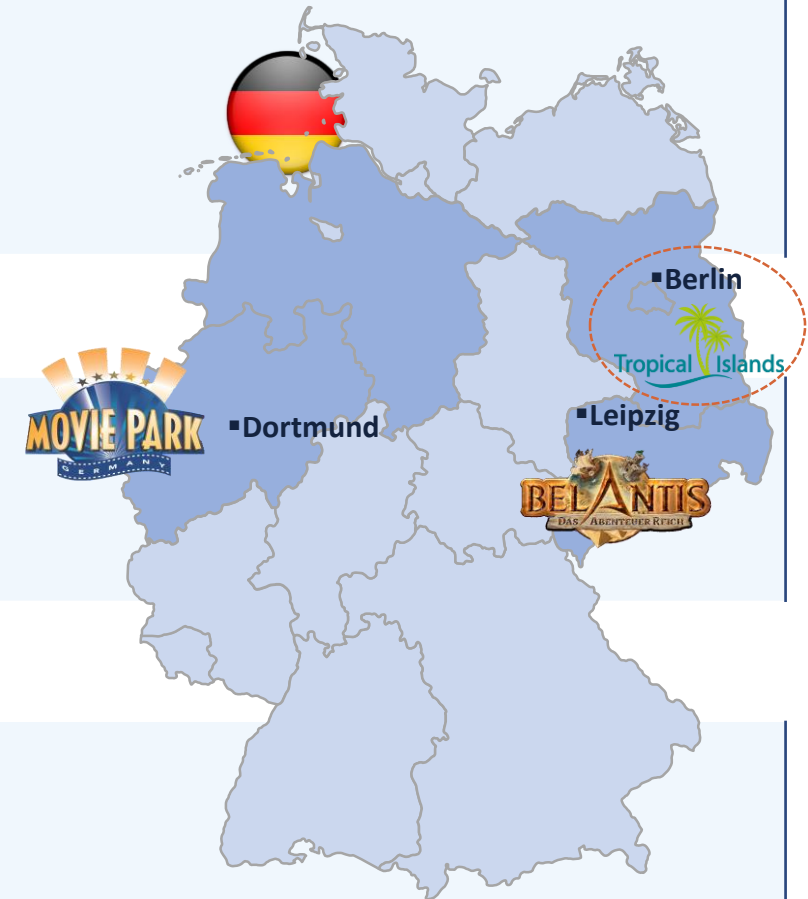 ▪Berlin
Tropical Islands
▪Leipzig
MOVIE PARK
GERMANY
▪Dortmund
BELANTIS
DAS ABENTEUER REICH